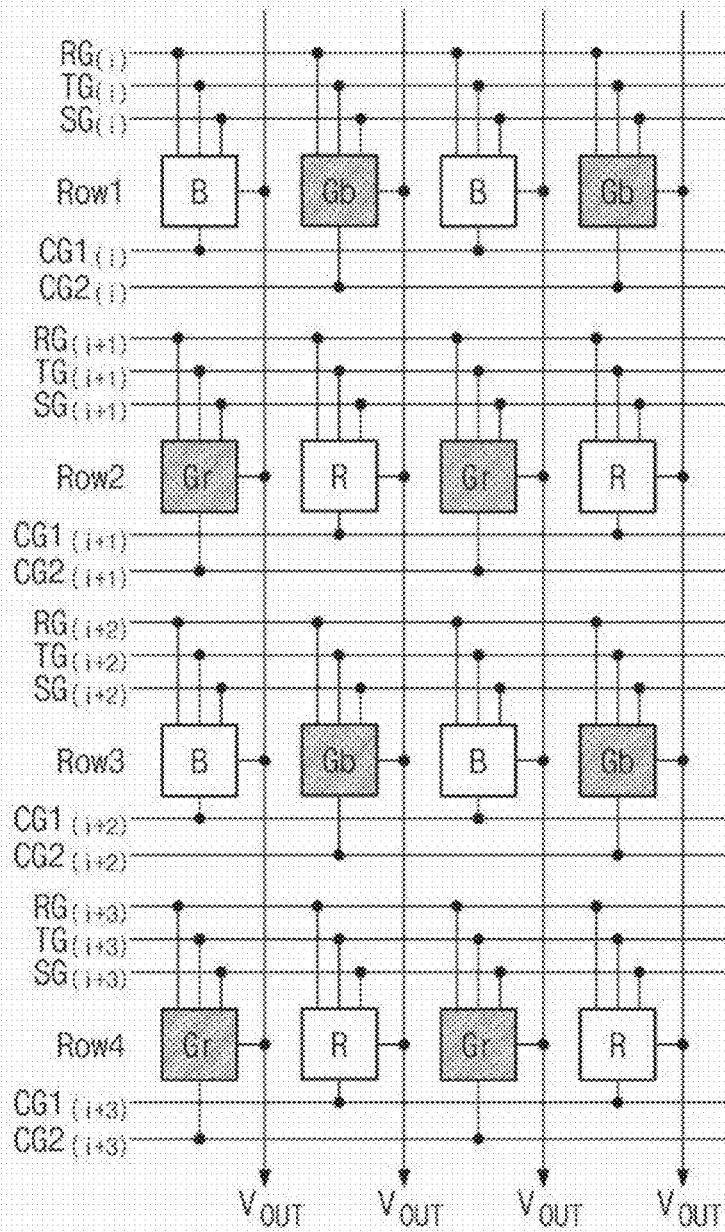 RG(i)
TG(i)
SG(i)
Row1 B Gb B Gb
CG1(i)
CG2(i)
RG(i+1)
TG(i+1)
SG(i+1)
Row2 Gr R Gr R
CG1(i+1)
CG2(i+1)
RG(i+2)
TG(i+2)
SG(i+2)
Row3 B Gb B Gb
CG1(i+2)
CG2(i+2)
RG(i+3)
TG(i+3)
SG(i+3)
Row4 Gr R Gr R
CG1(i+3)
CG2(i+3)
VOUT VOUT VOUT VOUT